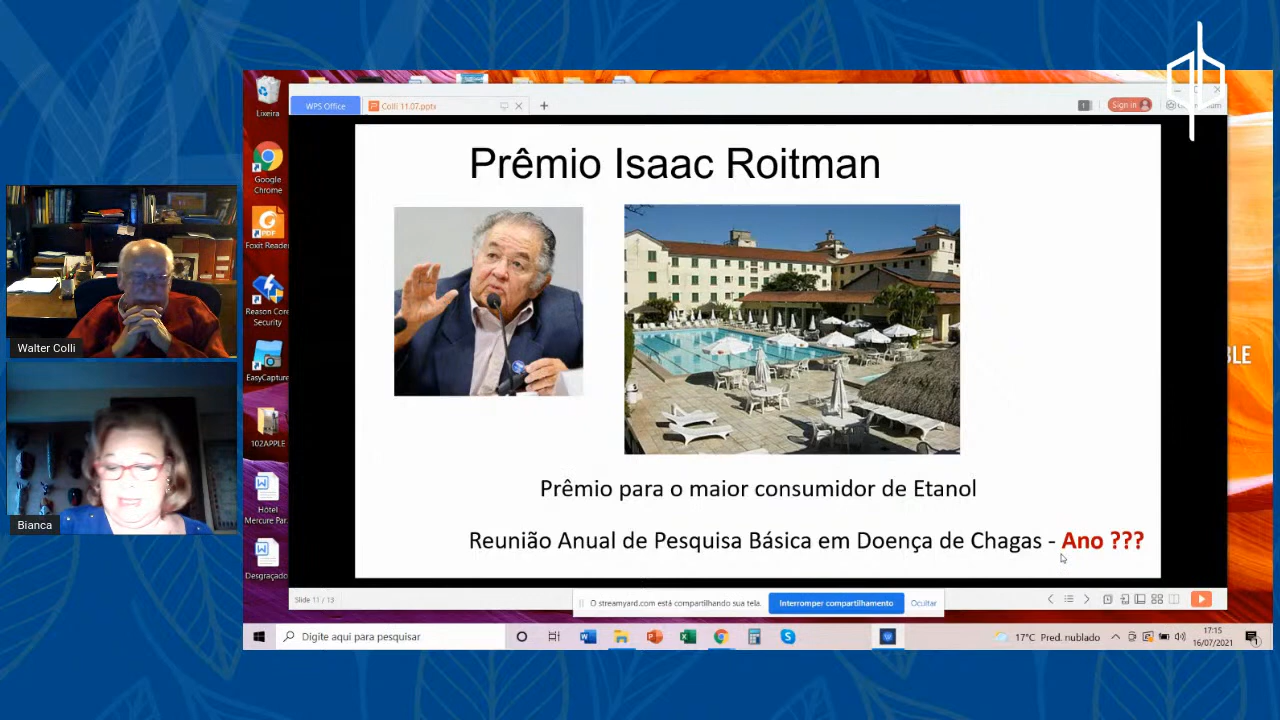 Lixeira
WPS Office
Colli 11.07.pptx
Sign in
Google
Chrome
Foxit Reader
Reason Core
Security
EasyCapture
102APPLE
Hôtel
Mercure Par...
Desgraçado
Prêmio Isaac Roitman
Prêmio para o maior consumidor de Etanol
Reunião Anual de Pesquisa Básica em Doença de Chagas - Ano ???
Walter Colli
Bianca
BLE
Slide 11 / 13
O streamyard.com está compartilhando sua tela.
Interromper compartilhamento
Ocultar
Digite aqui para pesquisar
17°C Pred. nublado
17:15
16/07/2021